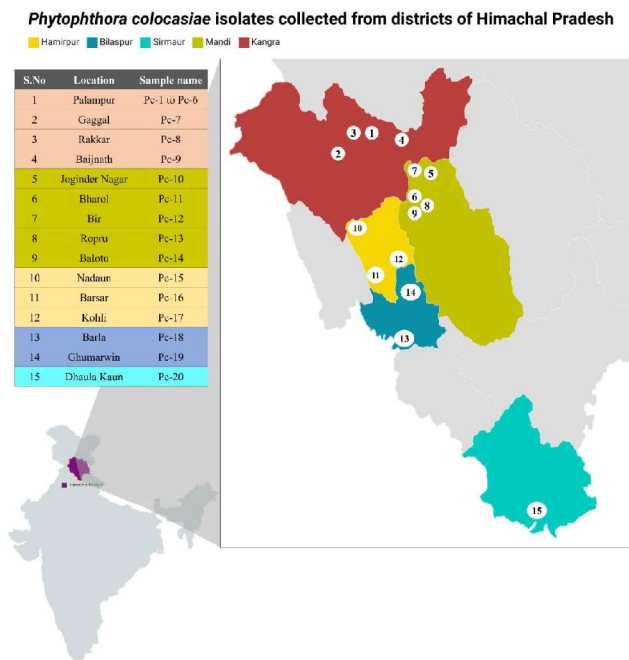 Phytophthora colocasiae isolates collected from districts of Himachal Pradesh
Hamirpur Bilaspur Sirmaur Mandi Kangra
S.No Location Sample name
1 Palampur Pc-1 to Pc-6
2 Gaggal Pc-7
3 Rakkar Pc-8
4 Baijnath Pc-9
5 Joginder Nagar Pc-10
6 Bharol Pc-11
7 Bir Pc-12
8 Ropru Pc-13
9 Balotu Pc-14
10 Nadaun Pc-15
11 Barsar Pc-16
12 Kohli Pc-17
13 Barla Pc-18
14 Ghumarwin Pc-19
15 Dhaula Kaun Pc-20
3 1
4
2
7 5
6
8
9
10
12
11
14
13
15